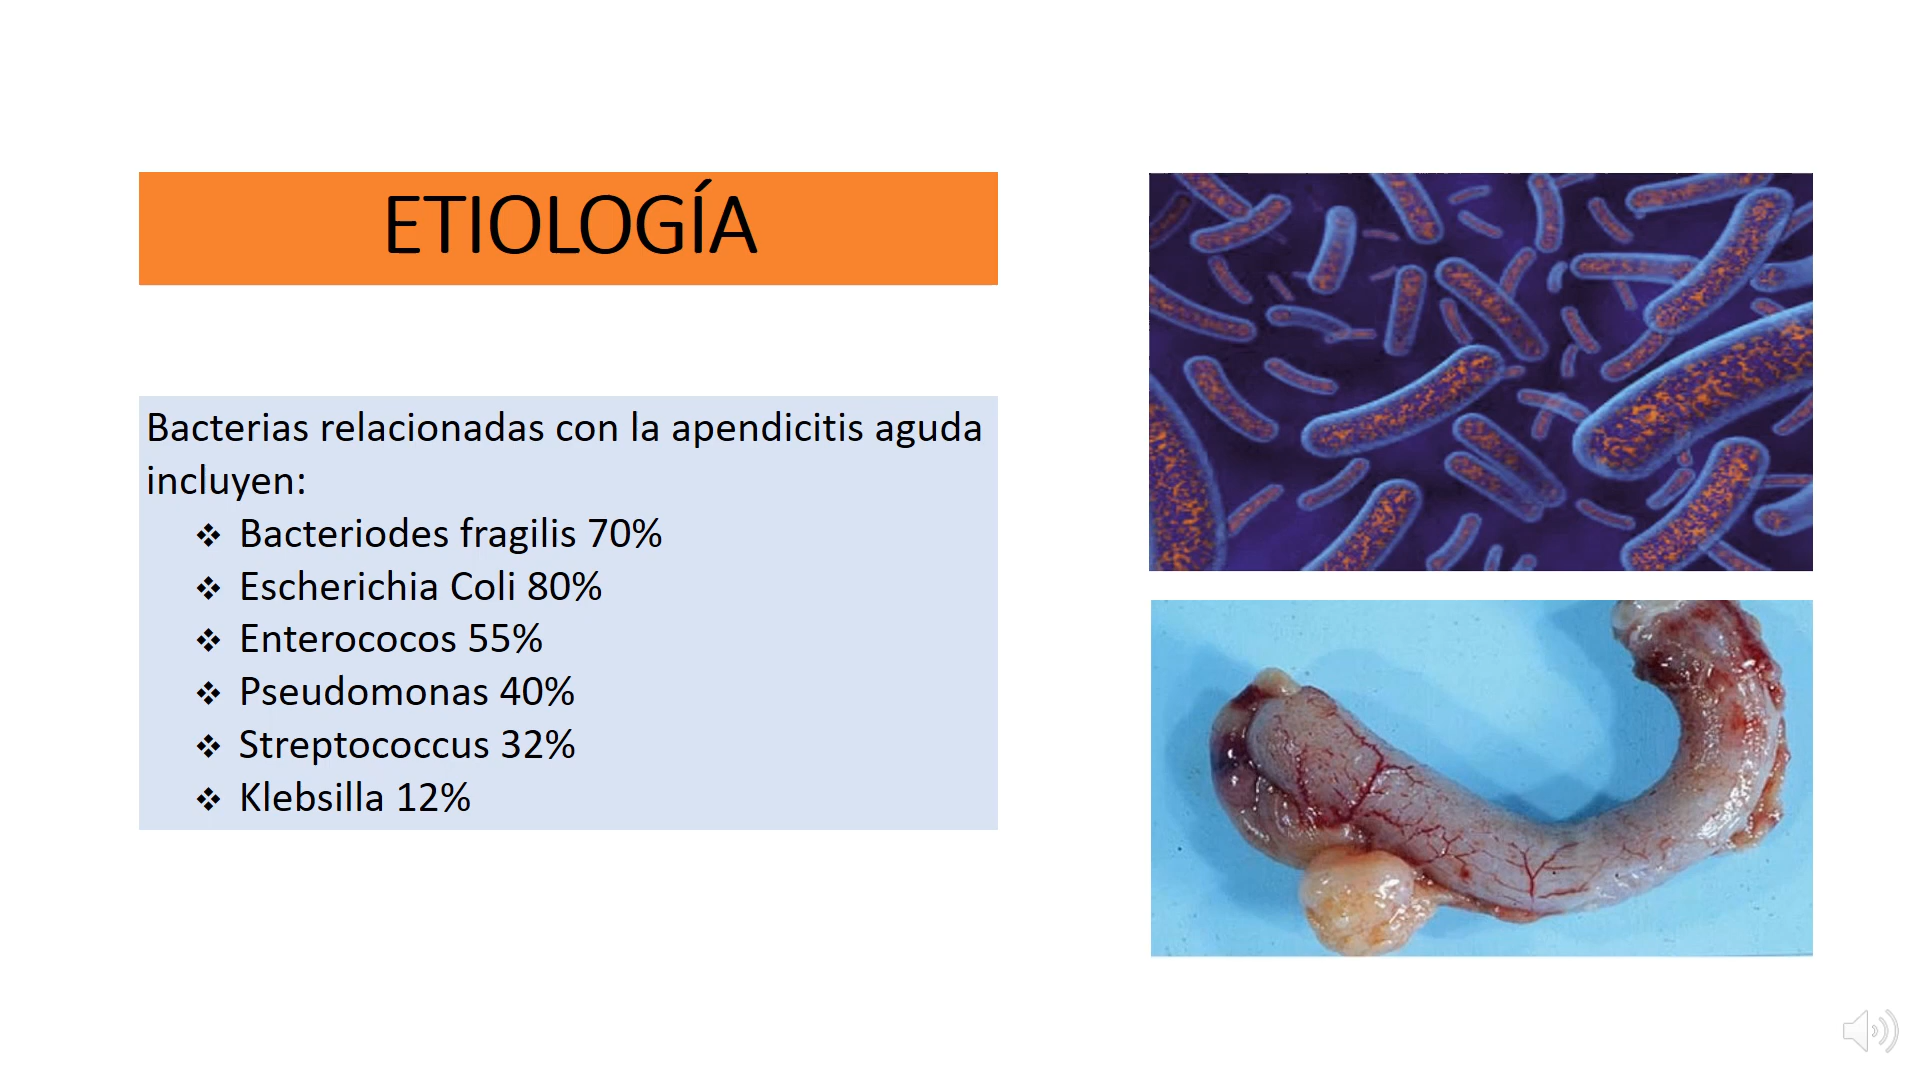 ETIOLOGÍA
Bacterias relacionadas con la apendicitis aguda
incluyen:
❖ Bacteriodes fragilis 70%
❖ Escherichia Coli 80%
❖ Enterococos 55%
❖ Pseudomonas 40%
❖ Streptococcus 32%
❖ Klebsilla 12%